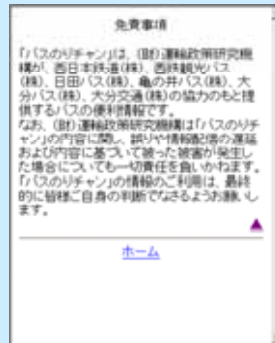 免責事項
「バスのりチャン」は、(財)運輸政策研究機
構が、西日本鉄道(株)、西鉄観光バス
(株)、日田バス(株)、亀の井バス(株)、大
分バス(株)、大分交通(株)の協力のもと提
供するバスの便利情報です。
なお、(財)運輸政策研究機構は「バスのりチ
ャン」の内容に関し、誤りや情報配信の遅延
および内容に基づいて被った被害が発生し
た場合についても一切責任を負いかねます。
「バスのりチャン」の情報のご利用は、最終
的に皆様ご自身の判断でなさるようお願いし
ます。
ホーム